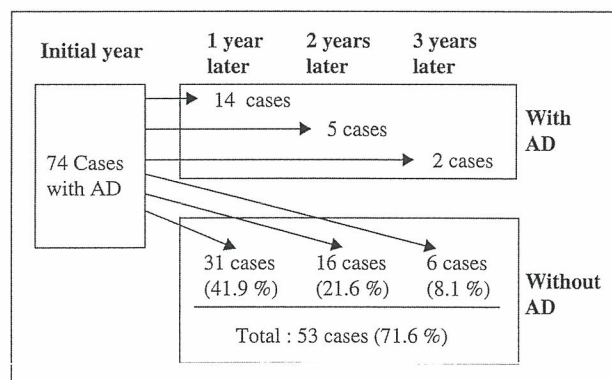 Initial year 1 year later 2 years later 3 years later
14 cases
5 cases
2 cases
With AD
74 Cases with AD
31 cases 16 cases 6 cases
(41.9 %) (21.6 %) (8.1 %)
Without AD
Total : 53 cases (71.6 %)